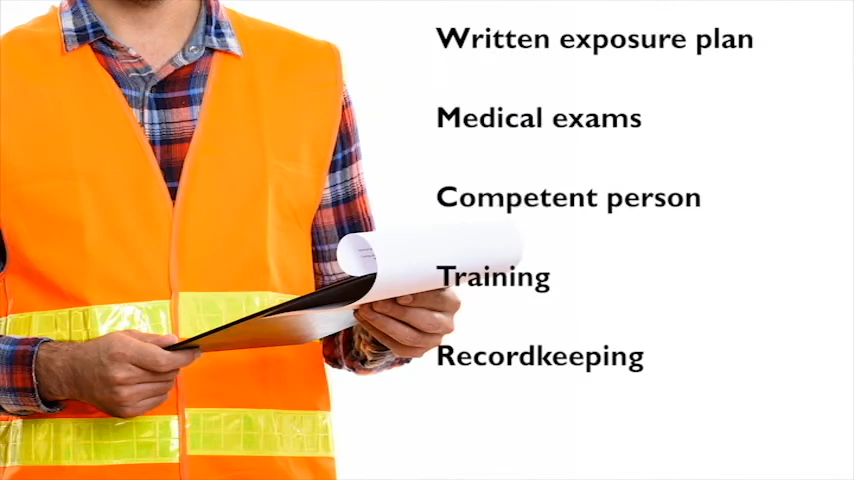 Written exposure plan
Medical exams
Competent person
Training
Recordkeeping